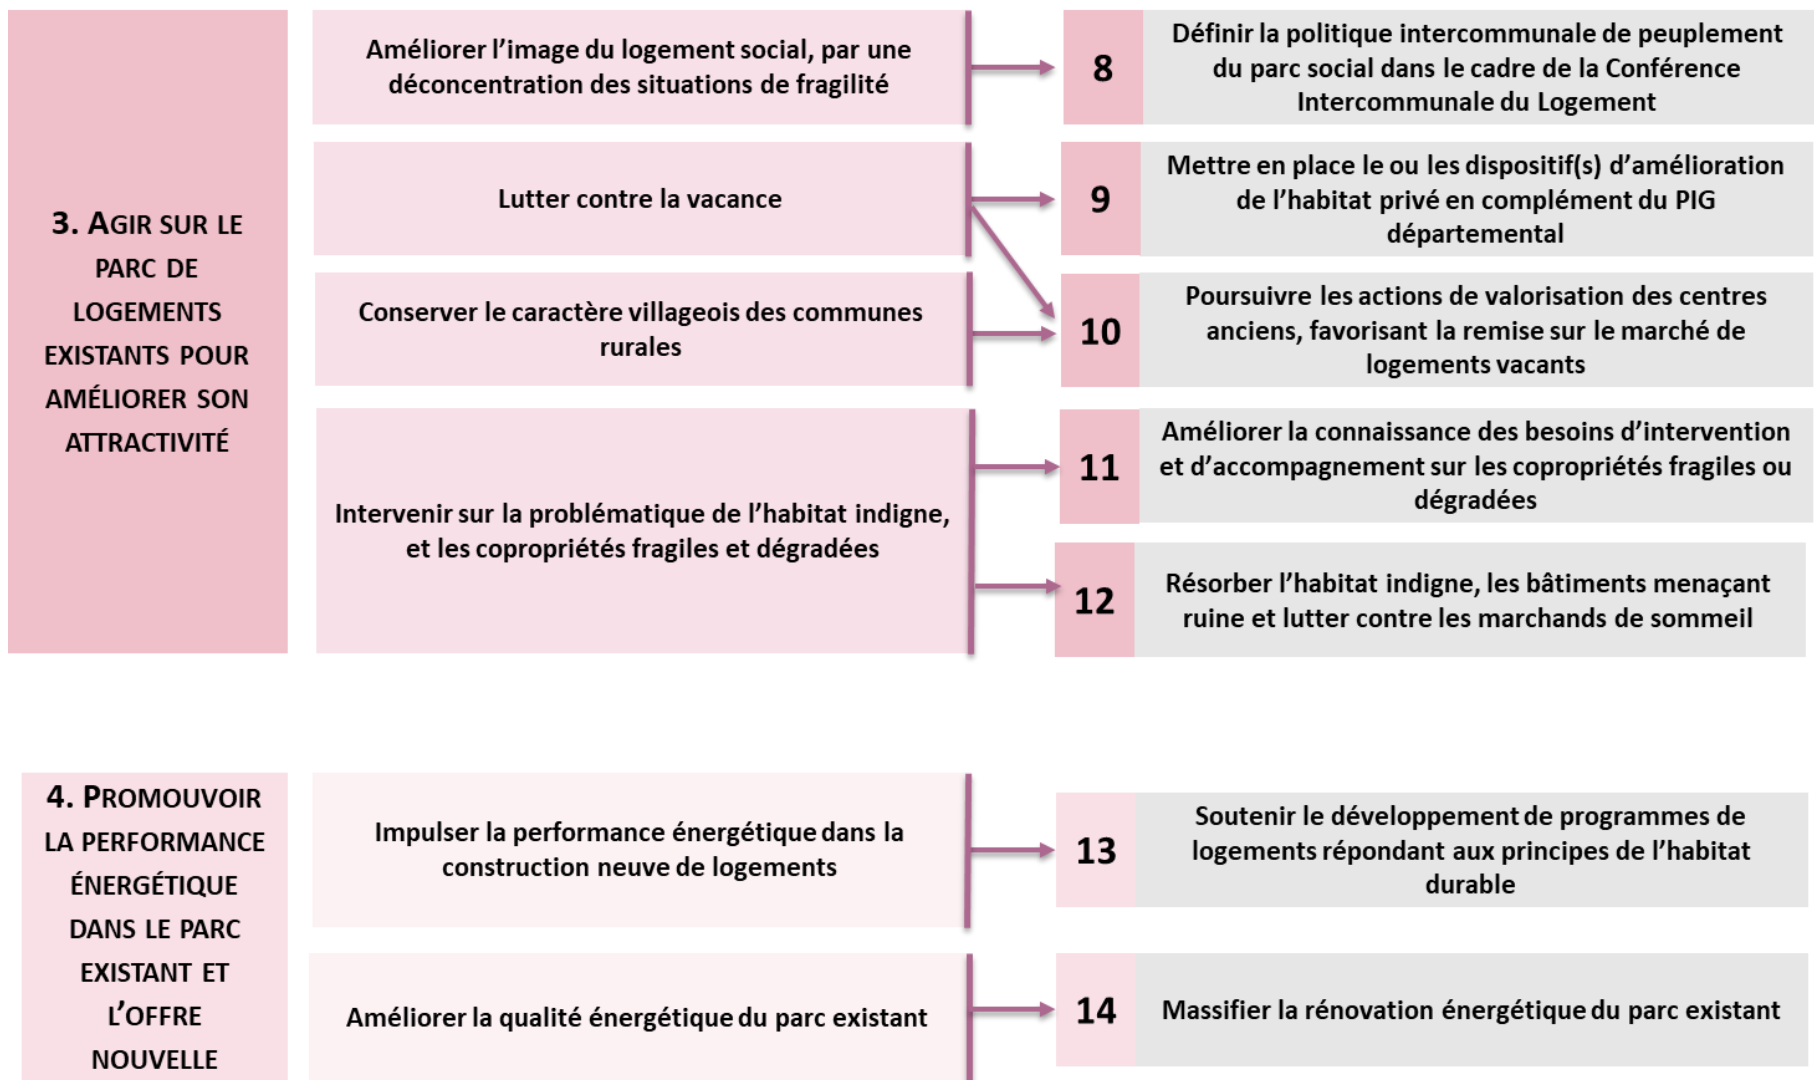 3. AGIR SUR LE
PARC DE
LOGEMENTS
EXISTANTS POUR
AMÉLIORER SON
ATTRACTIVITÉ
Améliorer l’image du logement social, par une
déconcentration des situations de fragilité
8
Définir la politique intercommunale de peuplement
du parc social dans le cadre de la Conférence
Intercommunale du Logement
Lutter contre la vacance
9
Mettre en place le ou les dispositif(s) d’amélioration
de l’habitat privé en complément du PIG
départemental
Conserver le caractère villageois des communes
rurales
10
Poursuivre les actions de valorisation des centres
anciens, favorisant la remise sur le marché de
logements vacants
Intervenir sur la problématique de l’habitat indigne,
et les copropriétés fragiles et dégradées
11
Améliorer la connaissance des besoins d’intervention
et d’accompagnement sur les copropriétés fragiles ou
dégradées
12
Résorber l’habitat indigne, les bâtiments menaçant
ruine et lutter contre les marchands de sommeil
4. PROMOUVOIR
LA PERFORMANCE
ÉNERGÉTIQUE
DANS LE PARC
EXISTANT ET
L’OFFRE
NOUVELLE
Impulser la performance énergétique dans la
construction neuve de logements
13
Soutenir le développement de programmes de
logements répondant aux principes de l’habitat
durable
Améliorer la qualité énergétique du parc existant
14
Massifier la rénovation énergétique du parc existant